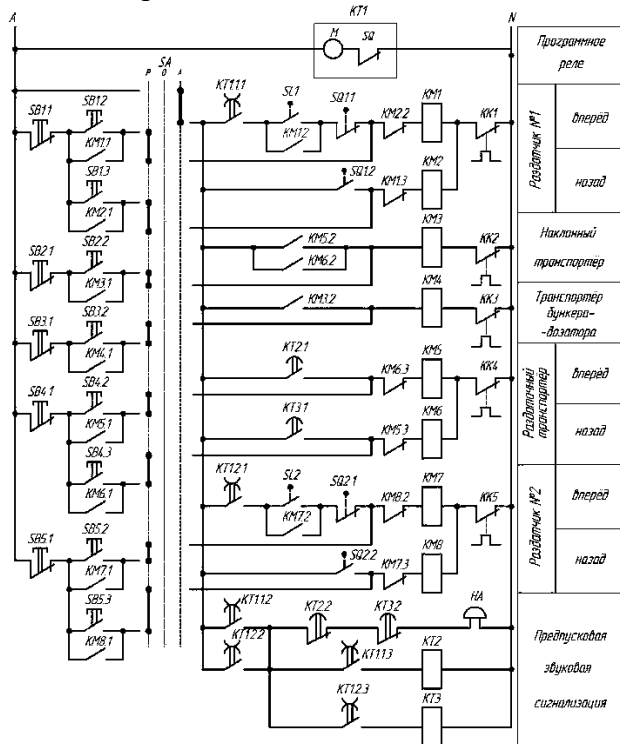 A
KT1
N
M
SQ
Программное
реле
SA
P
O
A
SB1.1
SB1.2
KM1.1
KT1.1.1
SL1
KM1.2
SQ1.1
KM2.2
KM1
KK1
Раздатчик №1
вперёд
SB1.3
KM2.1
SQ1.2
KM1.3
KM2
назад
SB2.1
SB2.2
KM3.1
KM5.2
KM6.2
KM3
KK2
Наклонный
транспортёр
SB3.1
SB3.2
KM4.1
KM3.2
KM4
KK3
Транспортёр
бункера-
-дозатора
SB4.1
SB4.2
KM5.1
KT2.1
KM6.3
KM5
KK4
Раздаточный
транспортёр
вперёд
SB4.3
KM6.1
KT3.1
KM5.3
KM6
назад
KT1.2.1
SL2
KM7.2
SQ2.1
KM8.2
KM7
KK5
Раздатчик №2
вперёд
SB5.1
SB5.2
KM7.1
SQ2.2
KM7.3
KM8
назад
SB5.3
KM8.1
KT1.1.2
KT2.2
KT3.2
HA
KT1.2.2
KT1.1.3
KT2
KT1.2.3
KT3
Предпусковая
звуковая
сигнализация